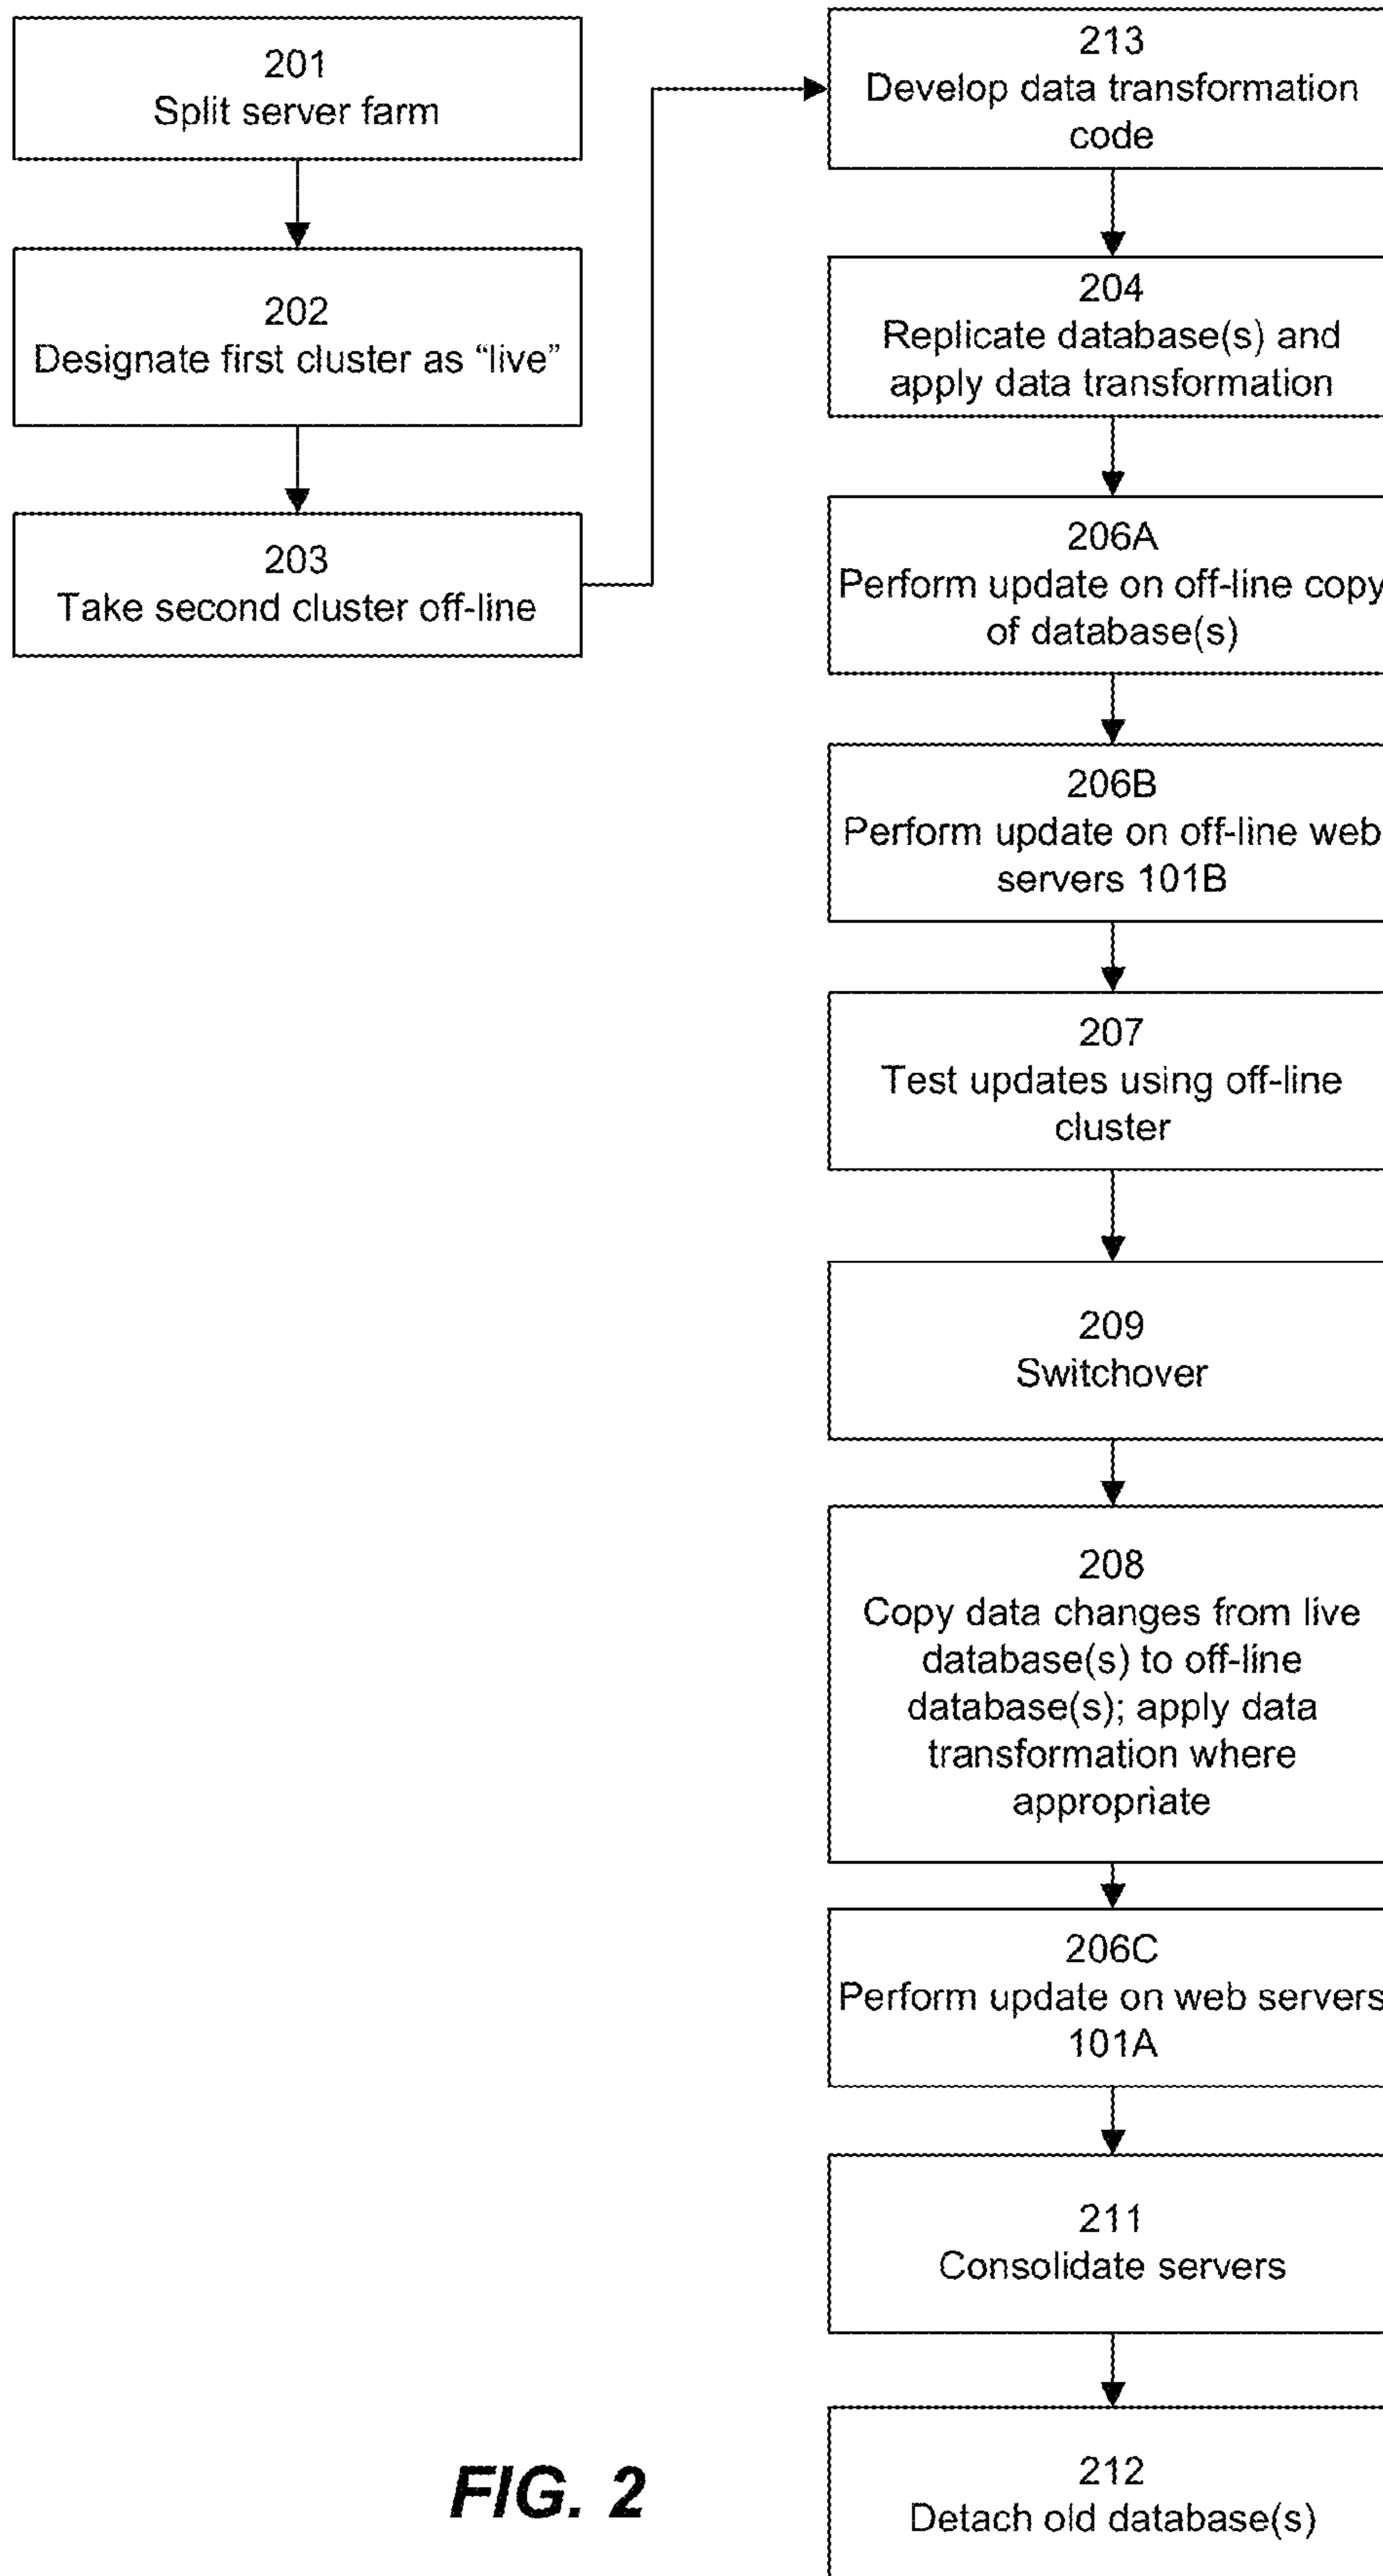 201
Split server farm
202
Designate first cluster as “live”
203
Take second cluster off-line
213
Develop data transformation
code
204
Replicate database(s) and
apply data transformation
206A
Perform update on off-line copy
of database(s)
206B
Perform update on off-line web
servers 101B
207
Test updates using off-line
cluster
209
Switchover
208
Copy data changes from live
database(s) to off-line
database(s); apply data
transformation where
appropriate
206C
Perform update on web servers
101A
211
Consolidate servers
212
Detach old database(s)
FIG. 2